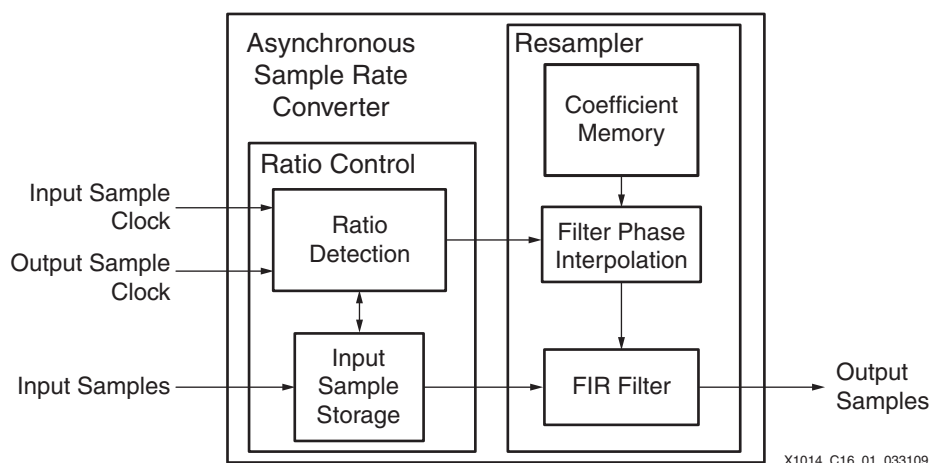 Asynchronous
Sample Rate
Converter
Resampler
Coefficient
Memory
Ratio Control
Input Sample
Clock
Ratio
Detection
Filter Phase
Interpolation
Output Sample
Clock
Input Samples
Input
Sample
Storage
FIR Filter
Output
Samples
X1014_C16_01_033109